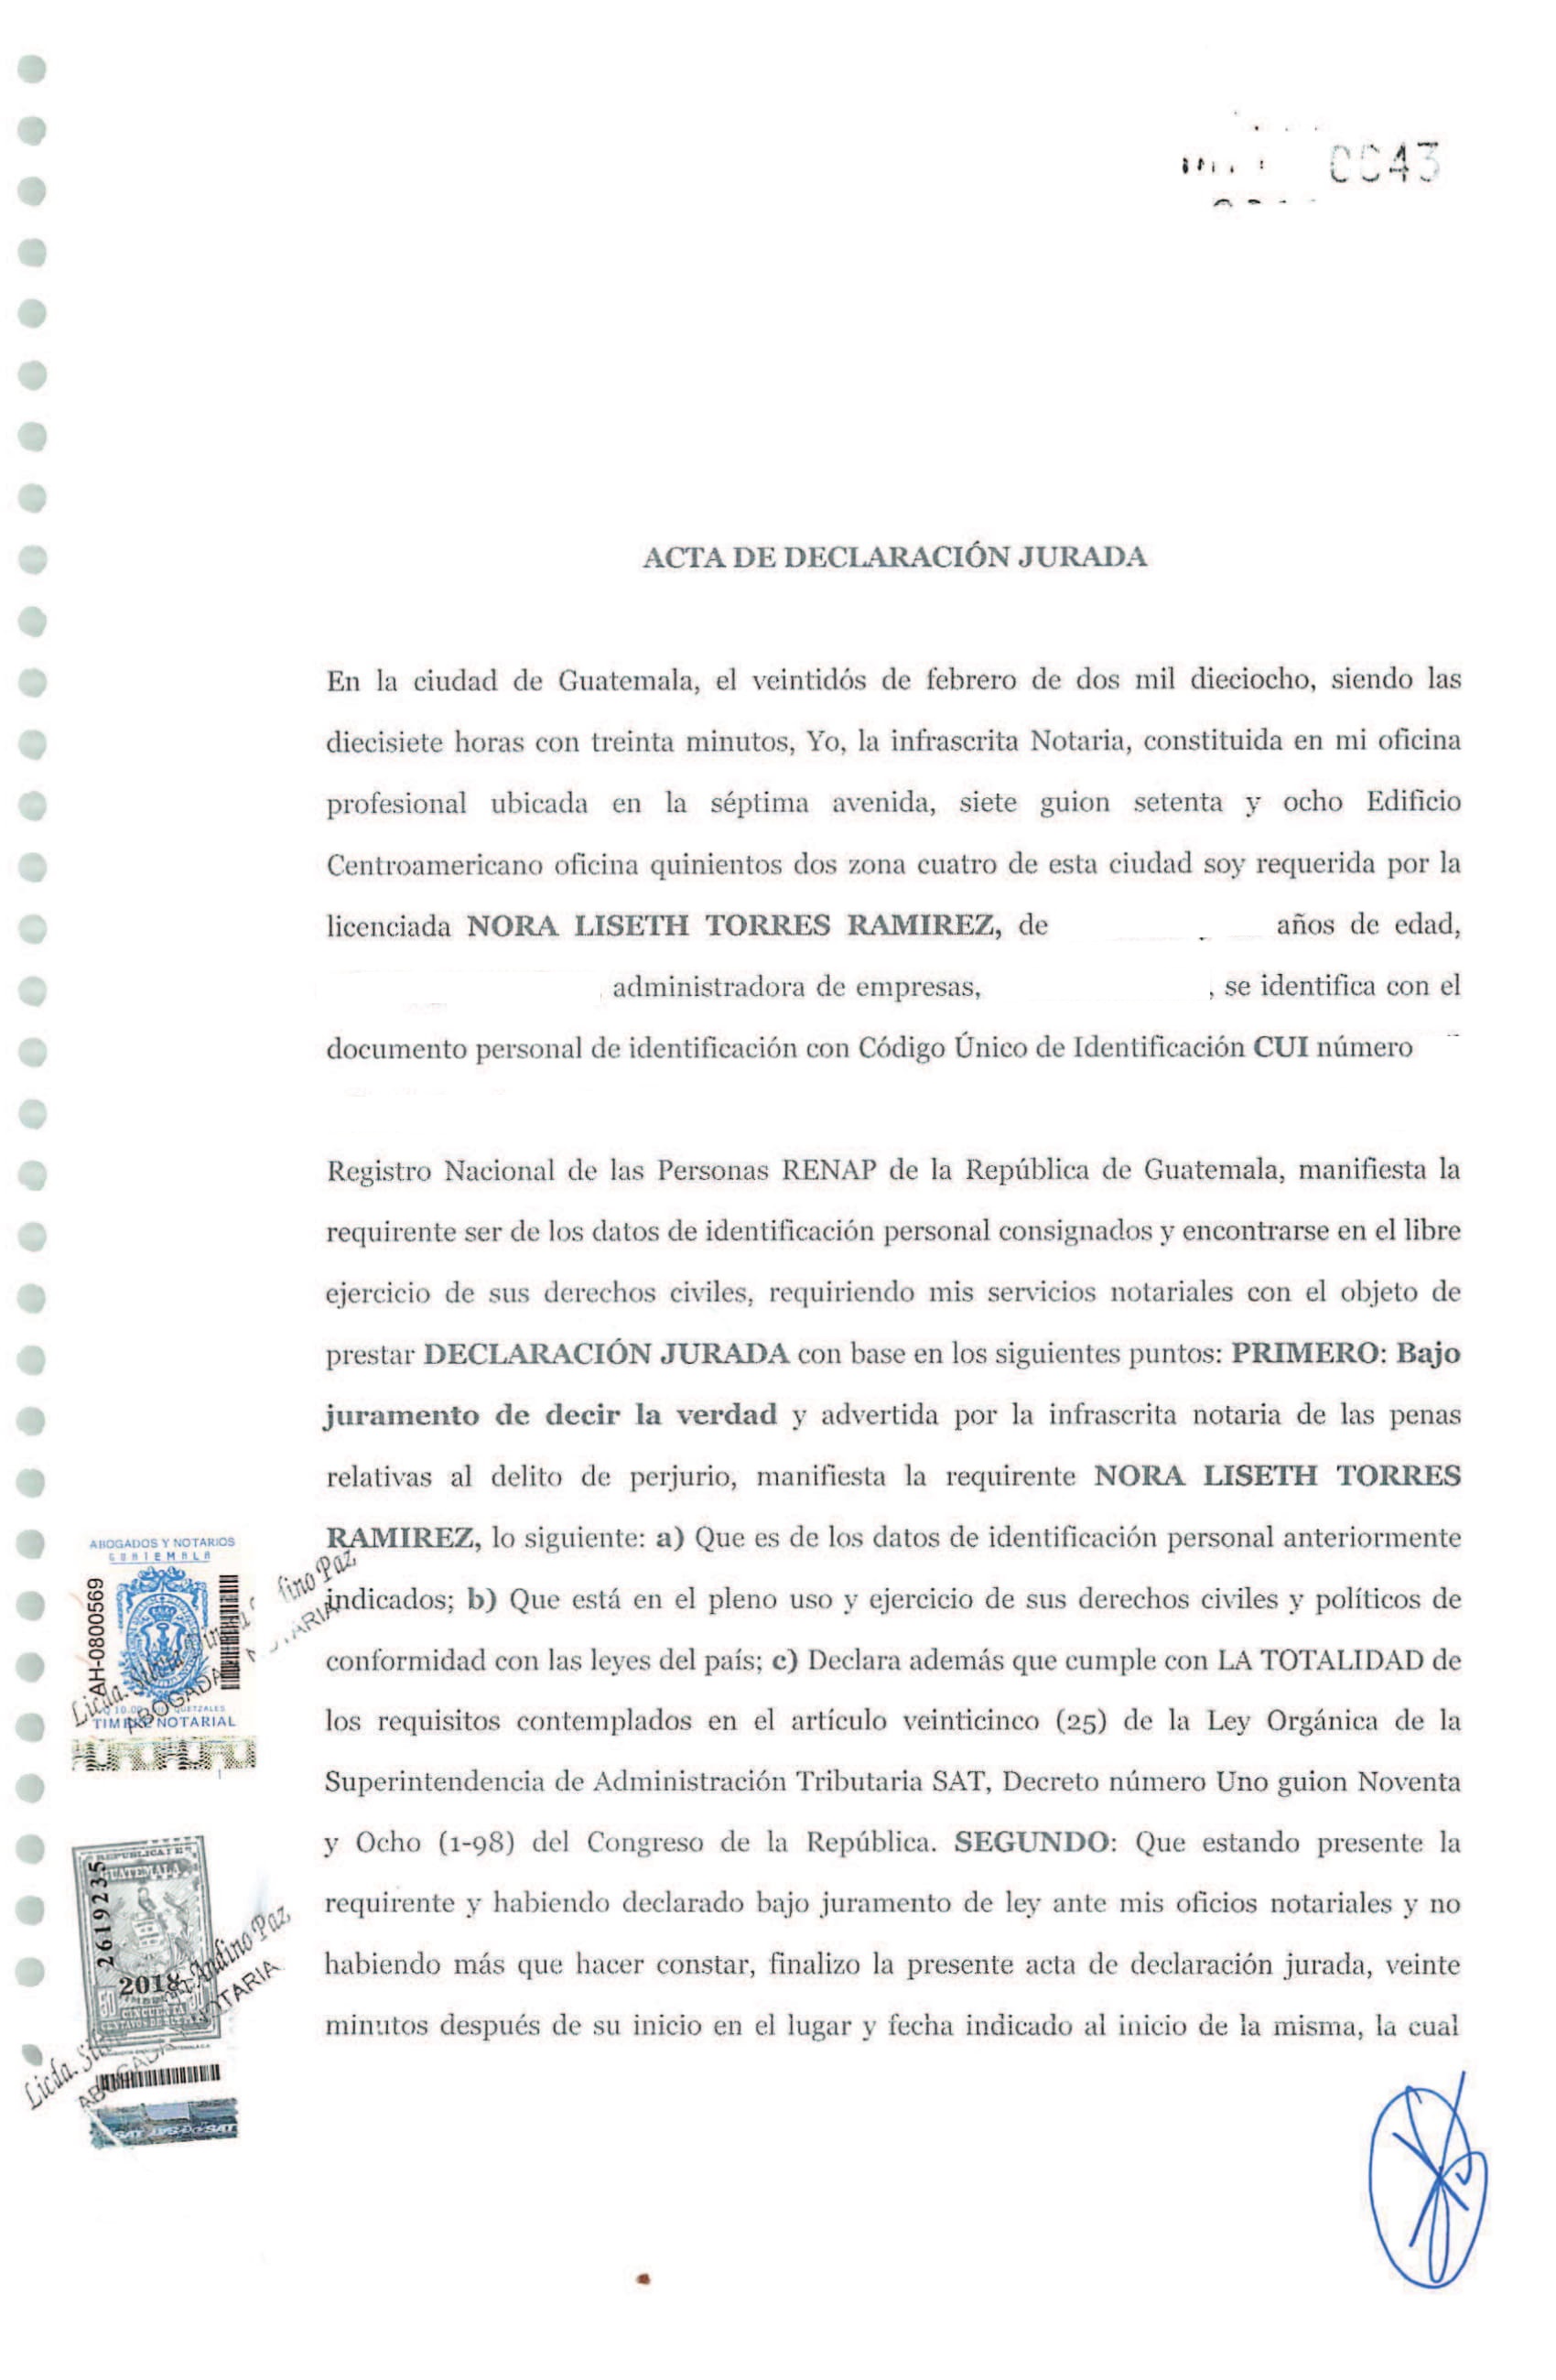 0043
ACTA DE DECLARACIÓN JURADA
En la ciudad de Guatemala, el veintidós de febrero de dos mil dieciocho, siendo las
diecisiete horas con treinta minutos, Yo, la infrascrita Notaria, constituida en mi oficina
profesional ubicada en la séptima avenida, siete guion setenta y ocho Edificio
Centroamericano oficina quinientos dos zona cuatro de esta ciudad soy requerida por la
licenciada NORA LISETH TORRES RAMIREZ, de años de edad,
administradora de empresas, , se identifica con el
documento personal de identificación con Código Único de Identificación CUI número
Registro Nacional de las Personas RENAP de la República de Guatemala, manifiesta la
requirente ser de los datos de identificación personal consignados y encontrarse en el libre
ejercicio de sus derechos civiles, requiriendo mis servicios notariales con el objeto de
prestar DECLARACIÓN JURADA con base en los siguientes puntos: PRIMERO: Bajo
juramento de decir la verdad y advertida por la infrascrita notaria de las penas
relativas al delito de perjurio, manifiesta la requirente NORA LISETH TORRES
RAMIREZ, lo siguiente: a) Que es de los datos de identificación personal anteriormente
indicados; b) Que está en el pleno uso y ejercicio de sus derechos civiles y políticos de
conformidad con las leyes del país; c) Declara además que cumple con LA TOTALIDAD de
los requisitos contemplados en el artículo veinticinco (25) de la Ley Orgánica de la
Superintendencia de Administración Tributaria SAT, Decreto número Uno guion Noventa
y Ocho (1-98) del Congreso de la República. SEGUNDO: Que estando presente la
requirente y habiendo declarado bajo juramento de ley ante mis oficios notariales y no
habiendo más que hacer constar, finalizo la presente acta de declaración jurada, veinte
minutos después de su inicio en el lugar y fecha indicado al inicio de la misma, la cual
ABOGADOS Y NOTARIOS
GUATEMALA
AH-0800569
QUETZALES
TIMBRE NOTARIAL
Licda.
ABOGADA
GUATEMALA
2619235
2018
CINCUENTA
Licda. Andino Paz
ABOGADA NOTARIA
SAT